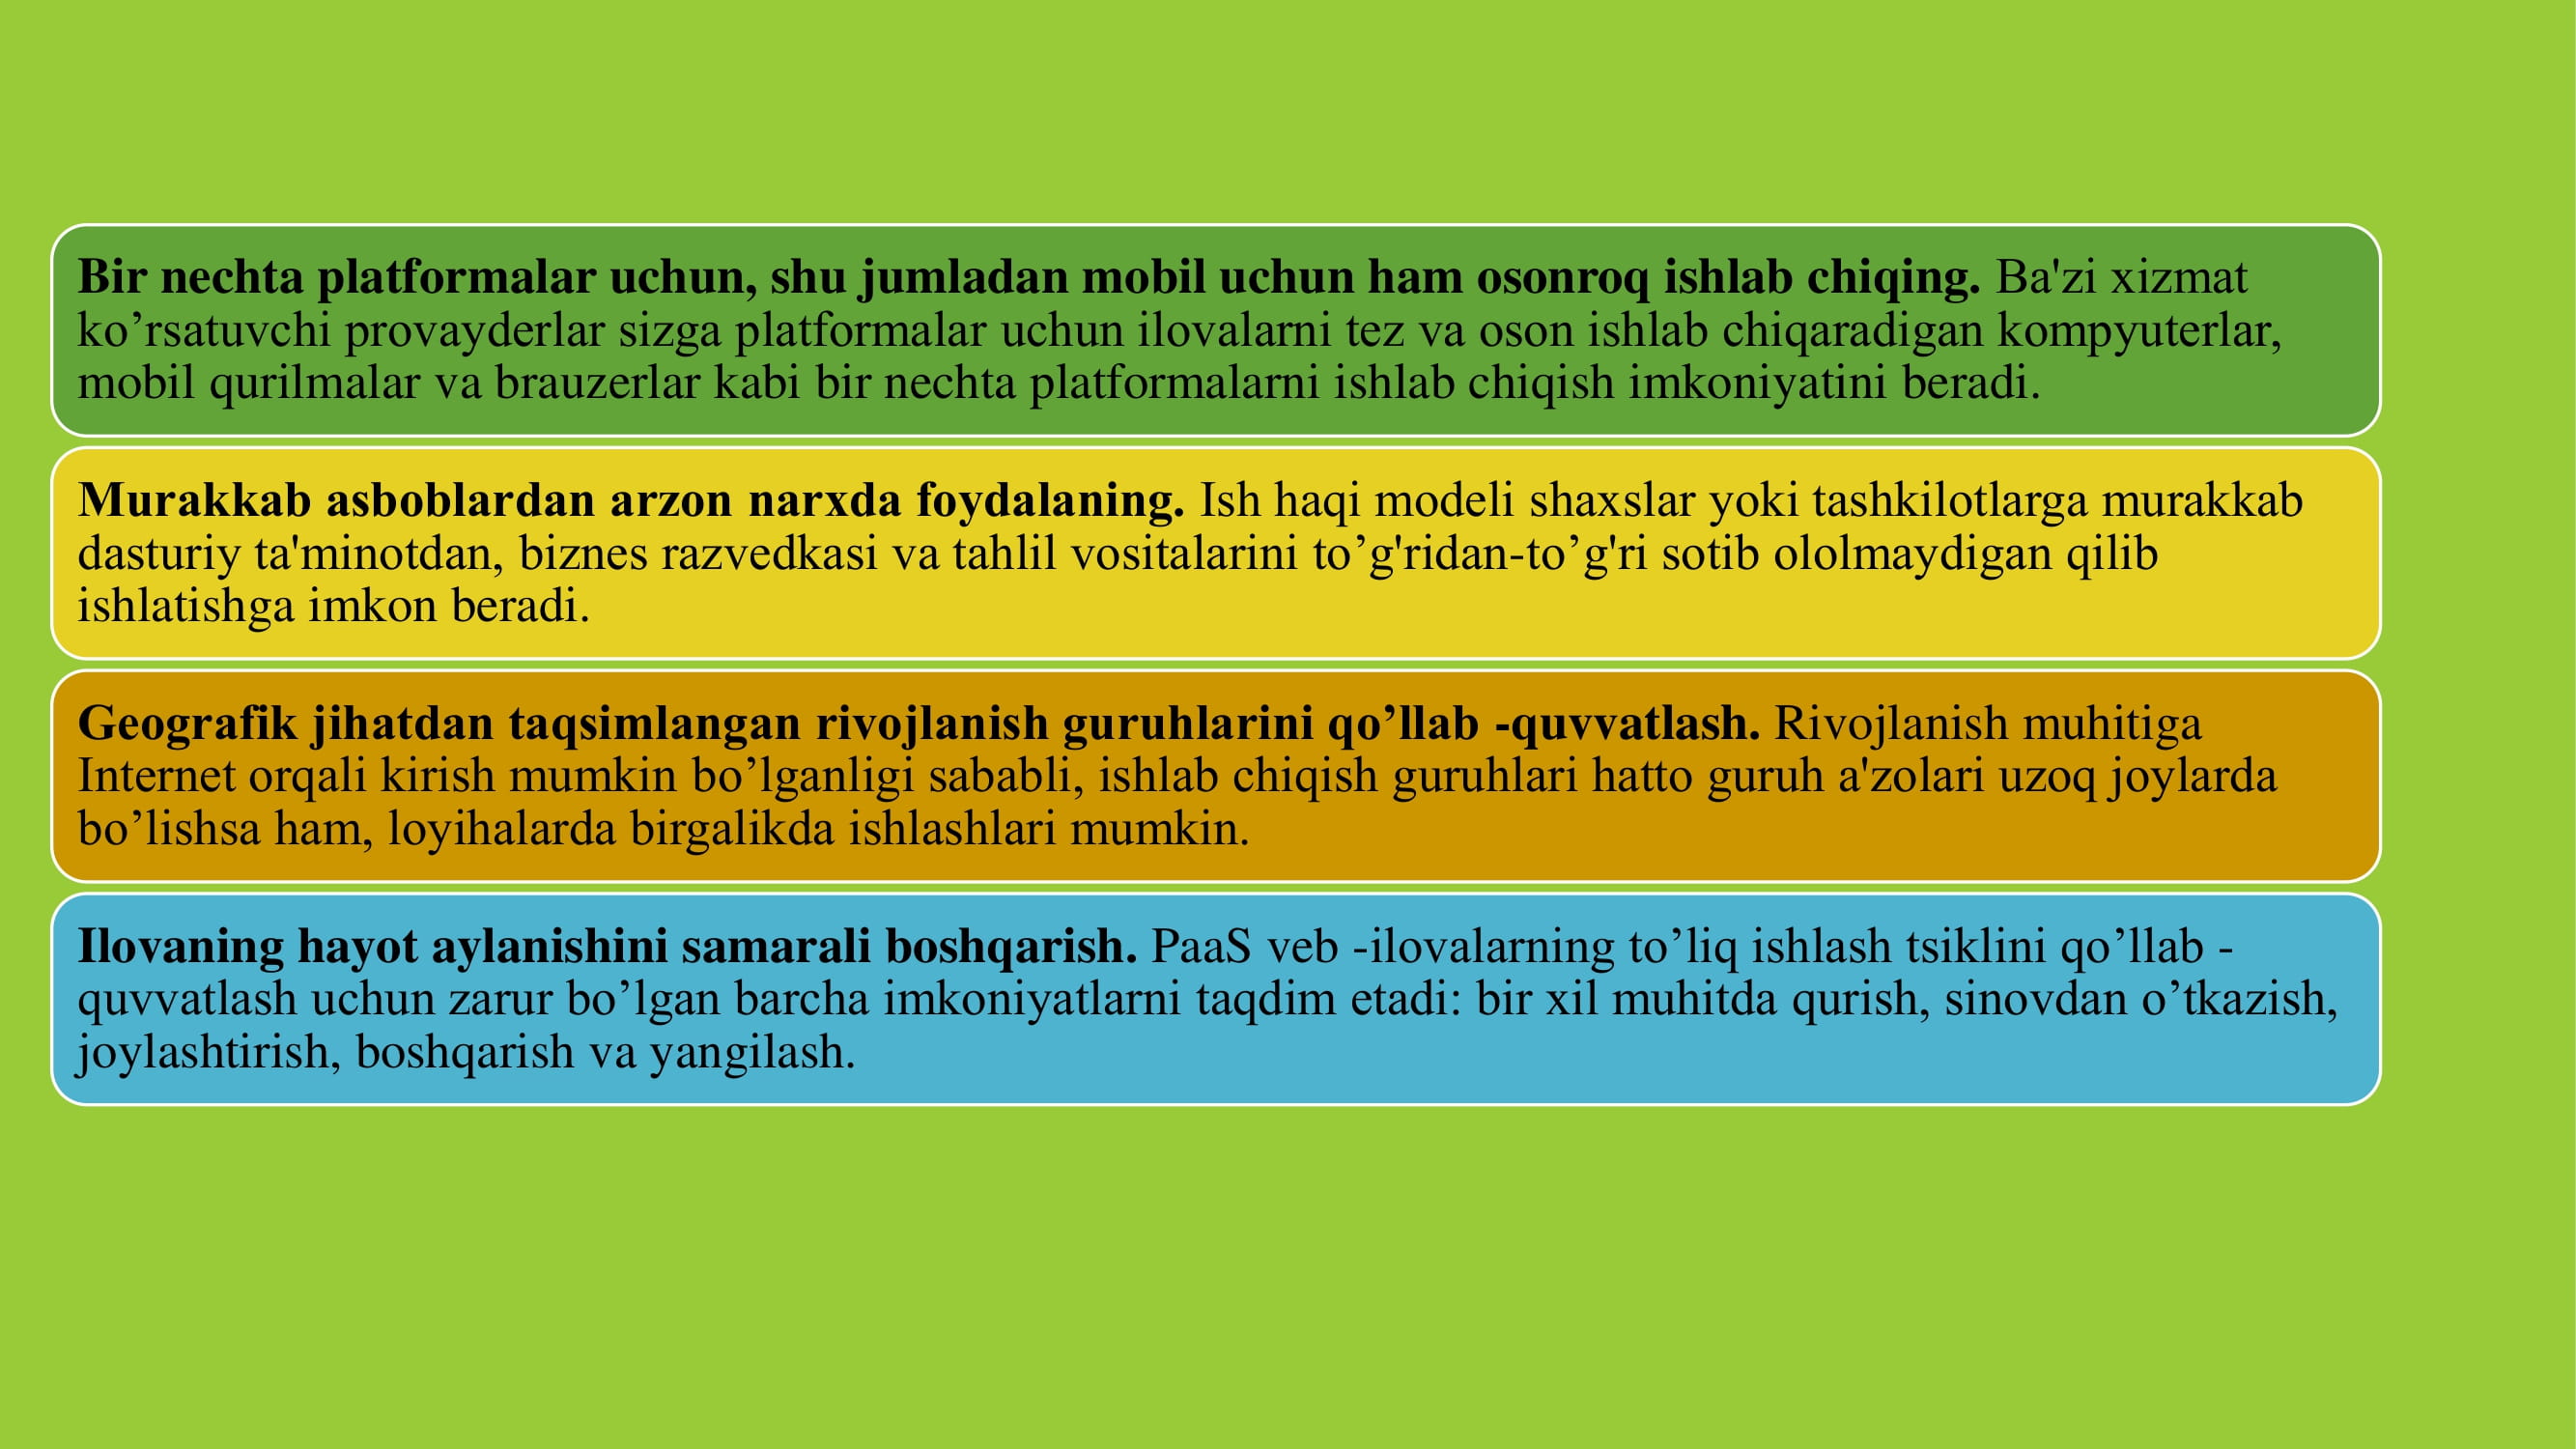 Bir nechta platformalar uchun, shu jumladan mobil uchun ham osonroq ishlab chiqing. Ba'zi xizmat
ko’rsatuvchi provayderlar sizga platformalar uchun ilovalarni tez va oson ishlab chiqaradigan kompyuterlar,
mobil qurilmalar va brauzerlar kabi bir nechta platformalarni ishlab chiqish imkoniyatini beradi.
Murakkab asboblardan arzon narxda foydalaning. Ish haqi modeli shaxslar yoki tashkilotlarga murakkab
dasturiy ta'minotdan, biznes razvedkasi va tahlil vositalarini to’g'ridan-to’g'ri sotib ololmaydigan qilib
ishlatishga imkon beradi.
Geografik jihatdan taqsimlangan rivojlanish guruhlarini qo’llab -quvvatlash. Rivojlanish muhitiga
Internet orqali kirish mumkin bo’lganligi sababli, ishlab chiqish guruhlari hatto guruh a'zolari uzoq joylarda
bo’lishsa ham, loyihalarda birgalikda ishlashlari mumkin.
Ilovaning hayot aylanishini samarali boshqarish. PaaS veb -ilovalarning to’liq ishlash tsiklini qo’llab -
quvvatlash uchun zarur bo’lgan barcha imkoniyatlarni taqdim etadi: bir xil muhitda qurish, sinovdan o’tkazish,
joylashtirish, boshqarish va yangilash.